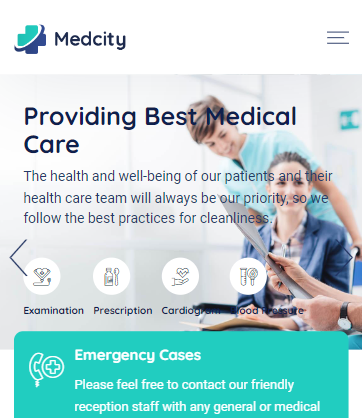 Medcity
Providing Best Medical
Care
The health and well-being of our patients and their
health care team will always be our priority, so we
follow the best practices for cleanliness.
Examination Prescription Cardiogram Blood Pressure
Emergency Cases
Please feel free to contact our friendly
reception staff with any general or medical